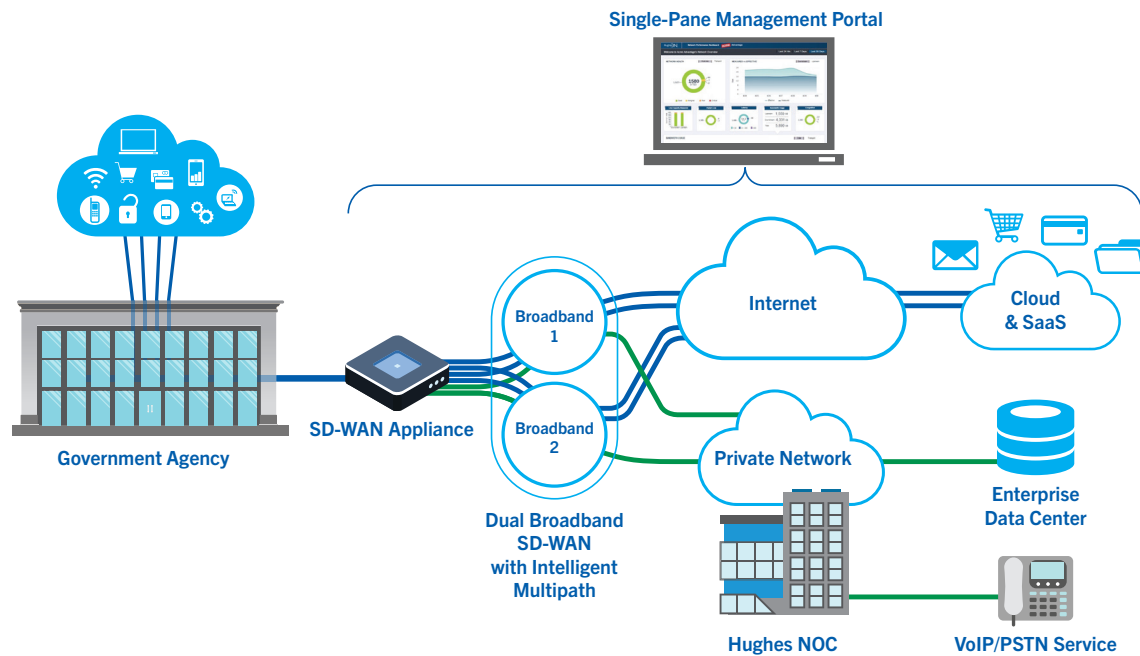 Single-Pane Management Portal
1500
Internet
Cloud
& SaaS
Broadband
1
Broadband
2
SD-WAN Appliance
Government Agency
Private Network
Enterprise
Data Center
Dual Broadband
SD-WAN
with Intelligent
Multipath
Hughes NOC
VoIP/PSTN Service